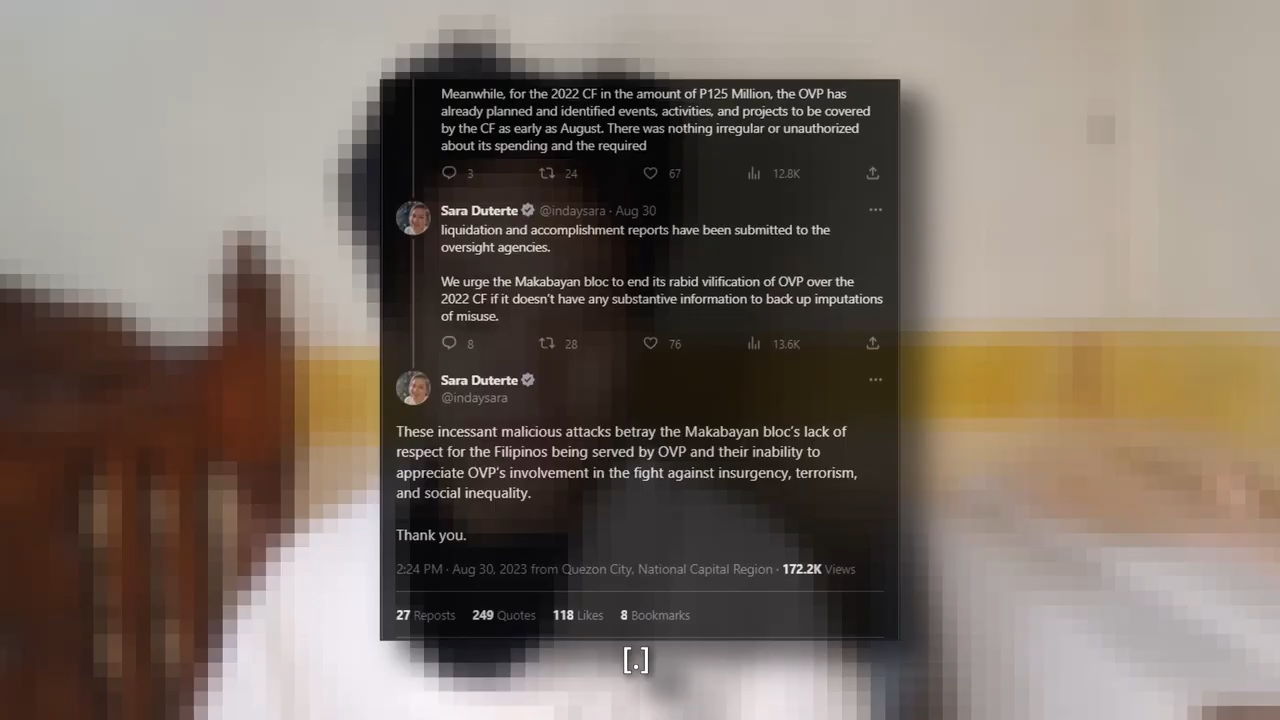 Meanwhile, for the 2022 CF in the amount of P125 Million, the OVP has
already planned and identified events, activities, and projects to be covered
by the CF as early as August. There was nothing irregular or unauthorized
about its spending and the required
3 24 67 12.8K
Sara Duterte @indaysara · Aug 30
liquidation and accomplishment reports have been submitted to the
oversight agencies.
We urge the Makabayan bloc to end its rabid vilification of OVP over the
2022 CF if it doesn't have any substantive information to back up imputations
of misuse.
8 28 76 13.6K
Sara Duterte
@indaysara
These incessant malicious attacks betray the Makabayan bloc's lack of
respect for the Filipinos being served by OVP and their inability to
appreciate OVP's involvement in the fight against insurgency, terrorism,
and social inequality.
Thank you.
2:24 PM · Aug 30, 2023 from Quezon City, National Capital Region · 172.2K Views
27 Reposts 249 Quotes 118 Likes 8 Bookmarks
[.]